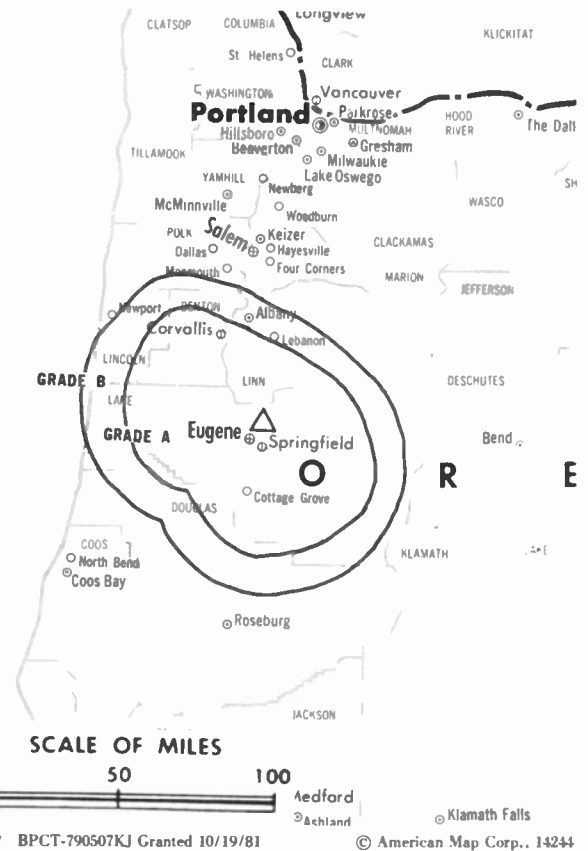 Longview
CLATSOP
COLUMBIA
KLICKITAT
St Helens
CLARK
WASHINGTON
Vancouver
Portland
Parkrose
HOOD
RIVER
The Dall
Hillsboro
MULTNOMAH
Beaverton
Gresham
TILLAMOOK
Milwaukie
Lake Oswego
YAMHILL
Newberg
SH
McMinnville
Woodburn
WASCO
Salem
POLK
Keizer
Dallas
Hayesville
CLACKAMAS
Monmouth
Four Corners
MARION
JEFFERSON
Newport
BENTON
Albany
Corvallis
Lebanon
LINCOLN
GRADE B
LINN
DESCHUTES
LANE
GRADE A
Eugene
Springfield
Bend
O R E
Cottage Grove
DOUGLAS
COOS
KLAMATH
North Bend
Coos Bay
Roseburg
JACKSON
SCALE OF MILES
50 100
Medford
Ashland
Klamath Falls
BPCT-790507KJ Granted 10/19/81
© American Map Corp., 14244